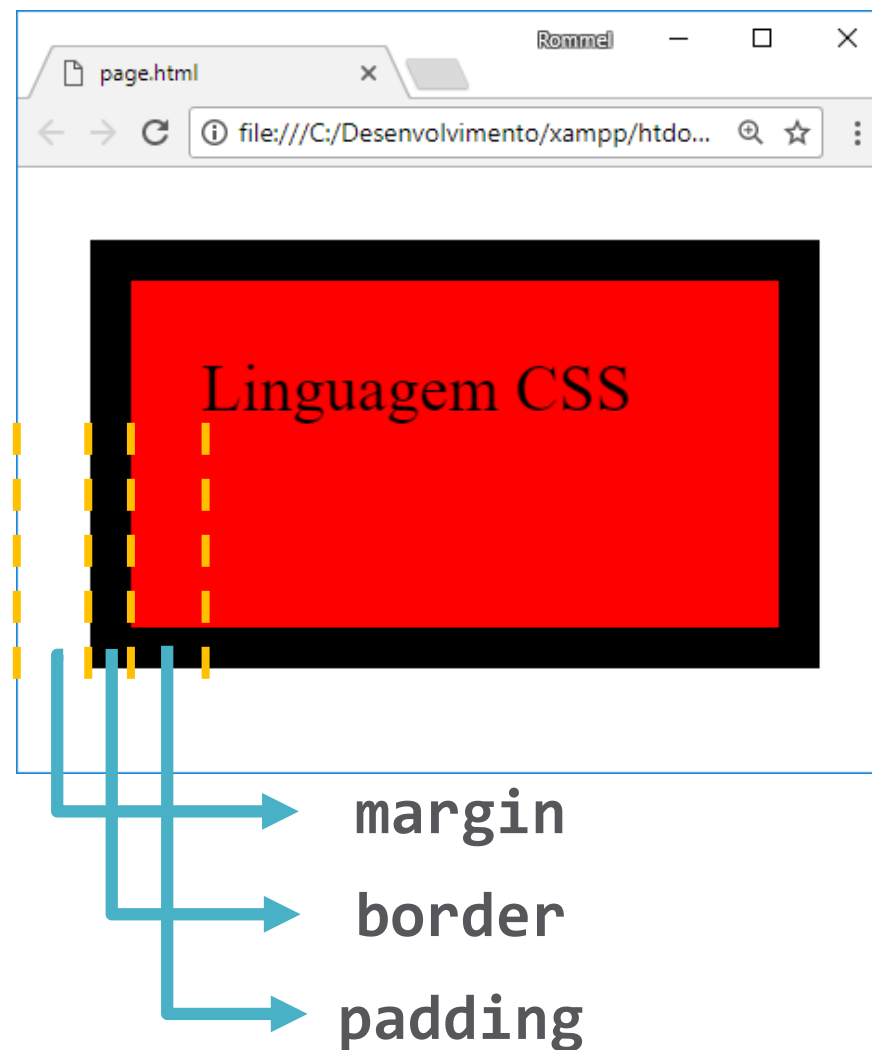 Rommel
page.html
file:///C:/Desenvolvimento/xampp/htdo...
Linguagem CSS
margin
border
padding